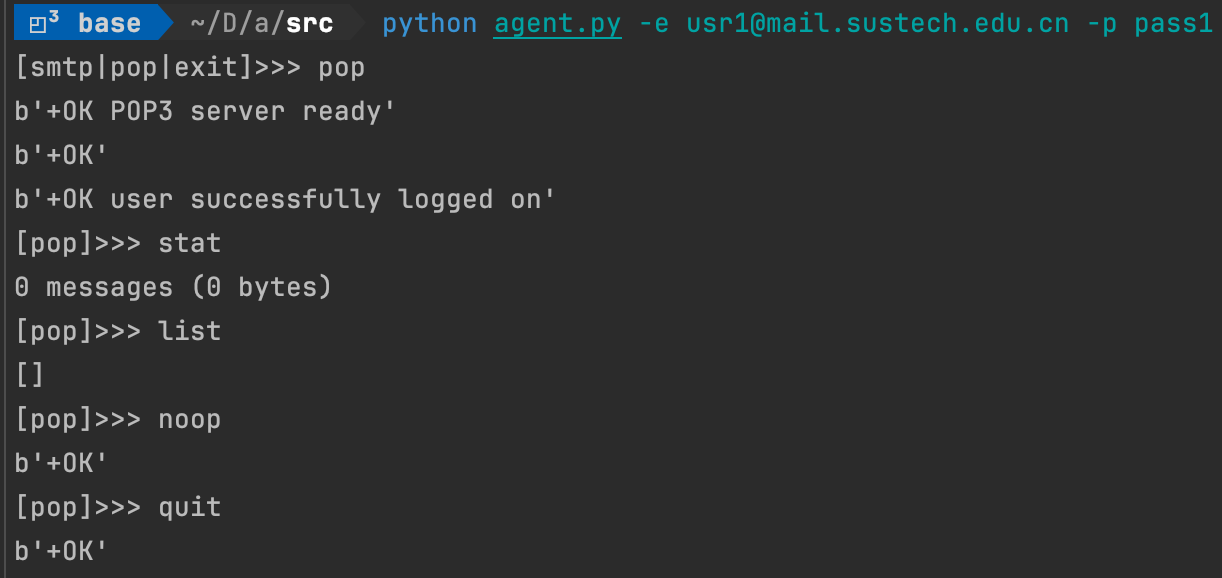 3 base ~/D/a/src python agent.py -e usr1@mail.sustech.edu.cn -p pass1
[smtp|pop|exit]>>> pop
b'+OK POP3 server ready'
b'+OK'
b'+OK user successfully logged on'
[pop]>>> stat
0 messages (0 bytes)
[pop]>>> list
[]
[pop]>>> noop
b'+OK'
[pop]>>> quit
b'+OK'